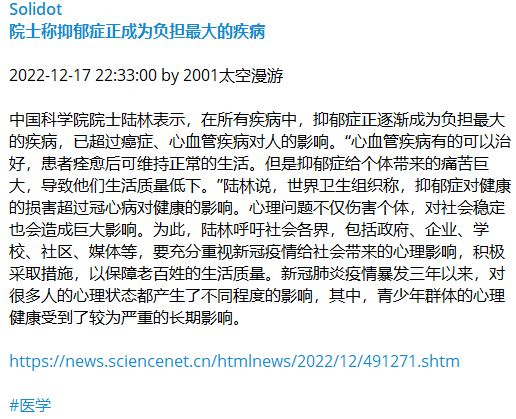 Solidot
院士称抑郁症正成为负担最大的疾病
2022-12-17 22:33:00 by 2001太空漫游
中国科学院院士陆林表示，在所有疾病中，抑郁症正逐渐成为负担最大
的疾病，已超过癌症、心血管疾病对人的影响。“心血管疾病有的可以治
好，患者痊愈后可维持正常的生活。但是抑郁症给个体带来的痛苦巨
大，导致他们生活质量低下。”陆林说，世界卫生组织称，抑郁症对健康
的损害超过冠心病对健康的影响。心理问题不仅伤害个体，对社会稳定
也会造成巨大影响。为此，陆林呼吁社会各界，包括政府、企业、学
校、社区、媒体等，要充分重视新冠疫情给社会带来的心理影响，积极
采取措施，以保障老百姓的生活质量。新冠肺炎疫情暴发三年以来，对
很多人的心理状态都产生了不同程度的影响，其中，青少年群体的心理
健康受到了较为严重的长期影响。
https://news.sciencenet.cn/htmlnews/2022/12/491271.shtm
#医学